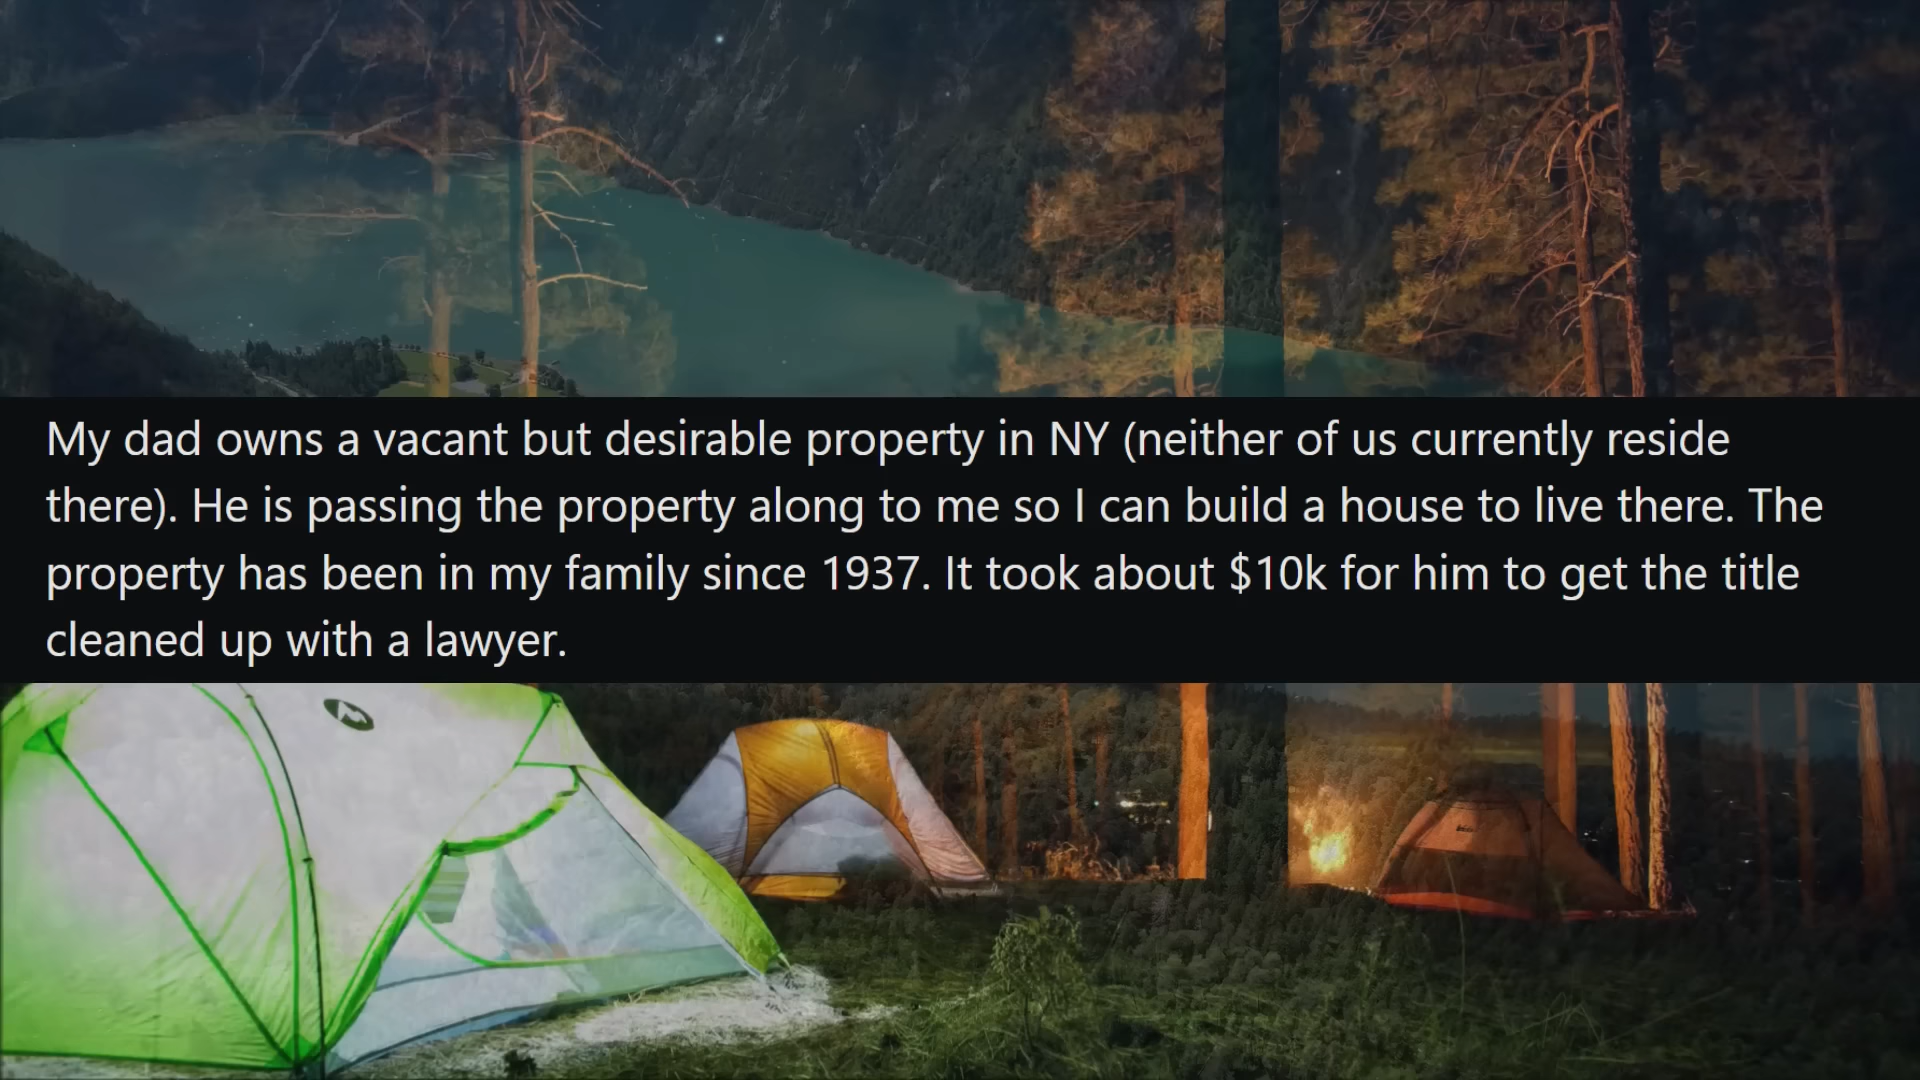 My dad owns a vacant but desirable property in NY (neither of us currently reside
there). He is passing the property along to me so I can build a house to live there. The
property has been in my family since 1937. It took about $10k for him to get the title
cleaned up with a lawyer.